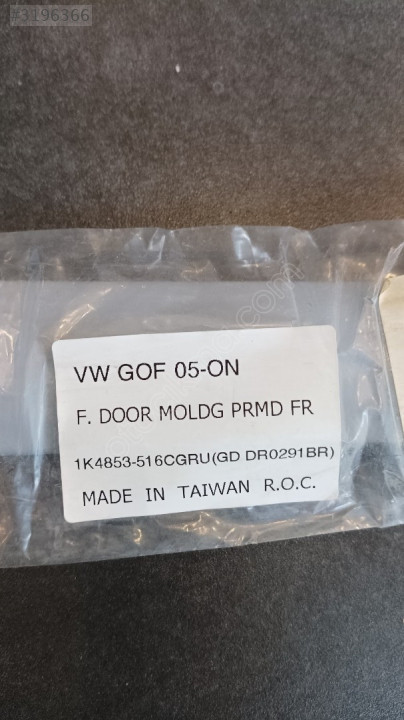 #3196366
VW GOF 05-ON
F. DOOR MOLDG PRMD FR
1K4853-516CGRU(GD DR0291BR)
MADE IN TAIWAN R.O.C.